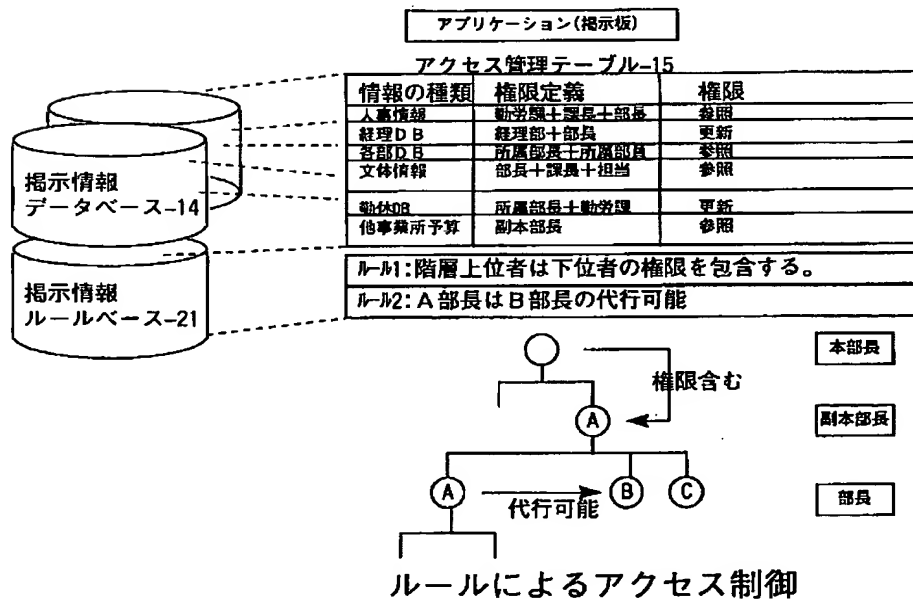 アプリケーション(掲示板)
アクセス管理テーブル-15
情報の種類 権限定義 権限
人事情報 勤労課+課長+部長 参照
経理DB 経理部+部長 更新
各部DB 所属部長+所属部員 参照
文体情報 部長+課長+担当 参照
勤休DB 所属部長+勤労課 更新
他事業所予算 副本部長 参照
掲示情報
データベース-14
ルール1:階層上位者は下位者の権限を包含する。
ルール2:A部長はB部長の代行可能
掲示情報
ルールベース-21
本部長
権限含む
A
副本部長
A
B
C
代行可能
部長
ルールによるアクセス制御